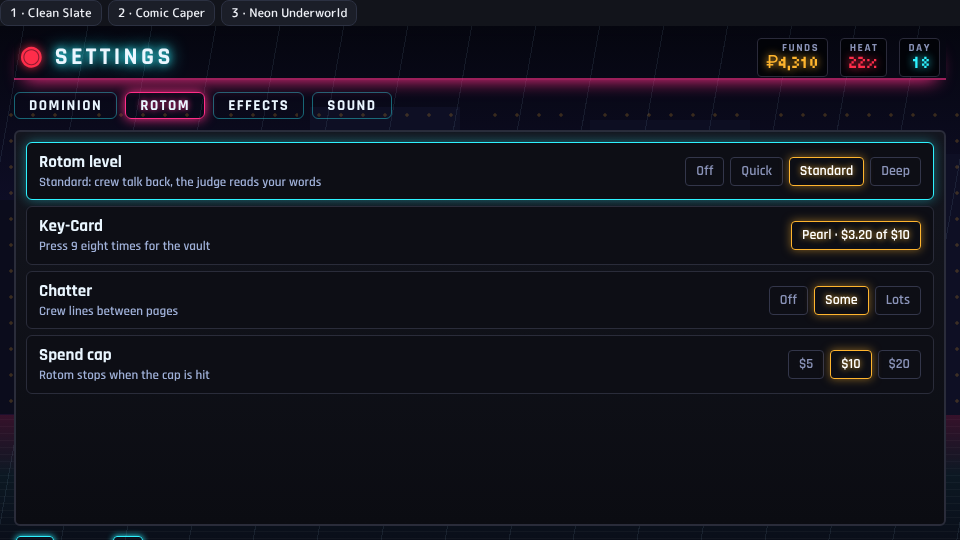 1 · Clean Slate
2 · Comic Caper
3 · Neon Underworld
SETTINGS
FUNDS
₽4,310
HEAT
22%
DAY
18
DOMINION
ROTOM
EFFECTS
SOUND
Rotom level
Standard: crew talk back, the judge reads your words
Off
Quick
Standard
Deep
Key-Card
Press 9 eight times for the vault
Pearl · $3.20 of $10
Chatter
Crew lines between pages
Off
Some
Lots
Spend cap
Rotom stops when the cap is hit
$5
$10
$20